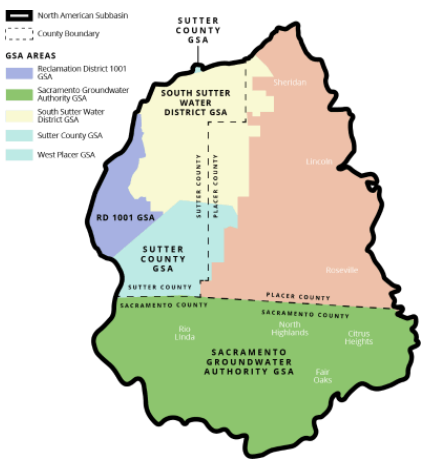 North American Subbasin
County Boundary
GSA AREAS
Reclamation District 1001
GSA
Sacramento Groundwater
Authority GSA
South Sutter Water
District GSA
Sutter County GSA
West Placer GSA
SUTTER
COUNTY
GSA
SOUTH SUTTER
WATER
DISTRICT GSA
Sheridan
Lincoln
SUTTER COUNTY
PLACER COUNTY
RD 1001 GSA
SUTTER
COUNTY
GSA
Roseville
SUTTER COUNTY
PLACER COUNTY
SACRAMENTO COUNTY
SACRAMENTO COUNTY
Rio
Linda
North
Highlands
Citrus
Heights
SACRAMENTO
GROUNDWATER
AUTHORITY GSA
Fair
Oaks